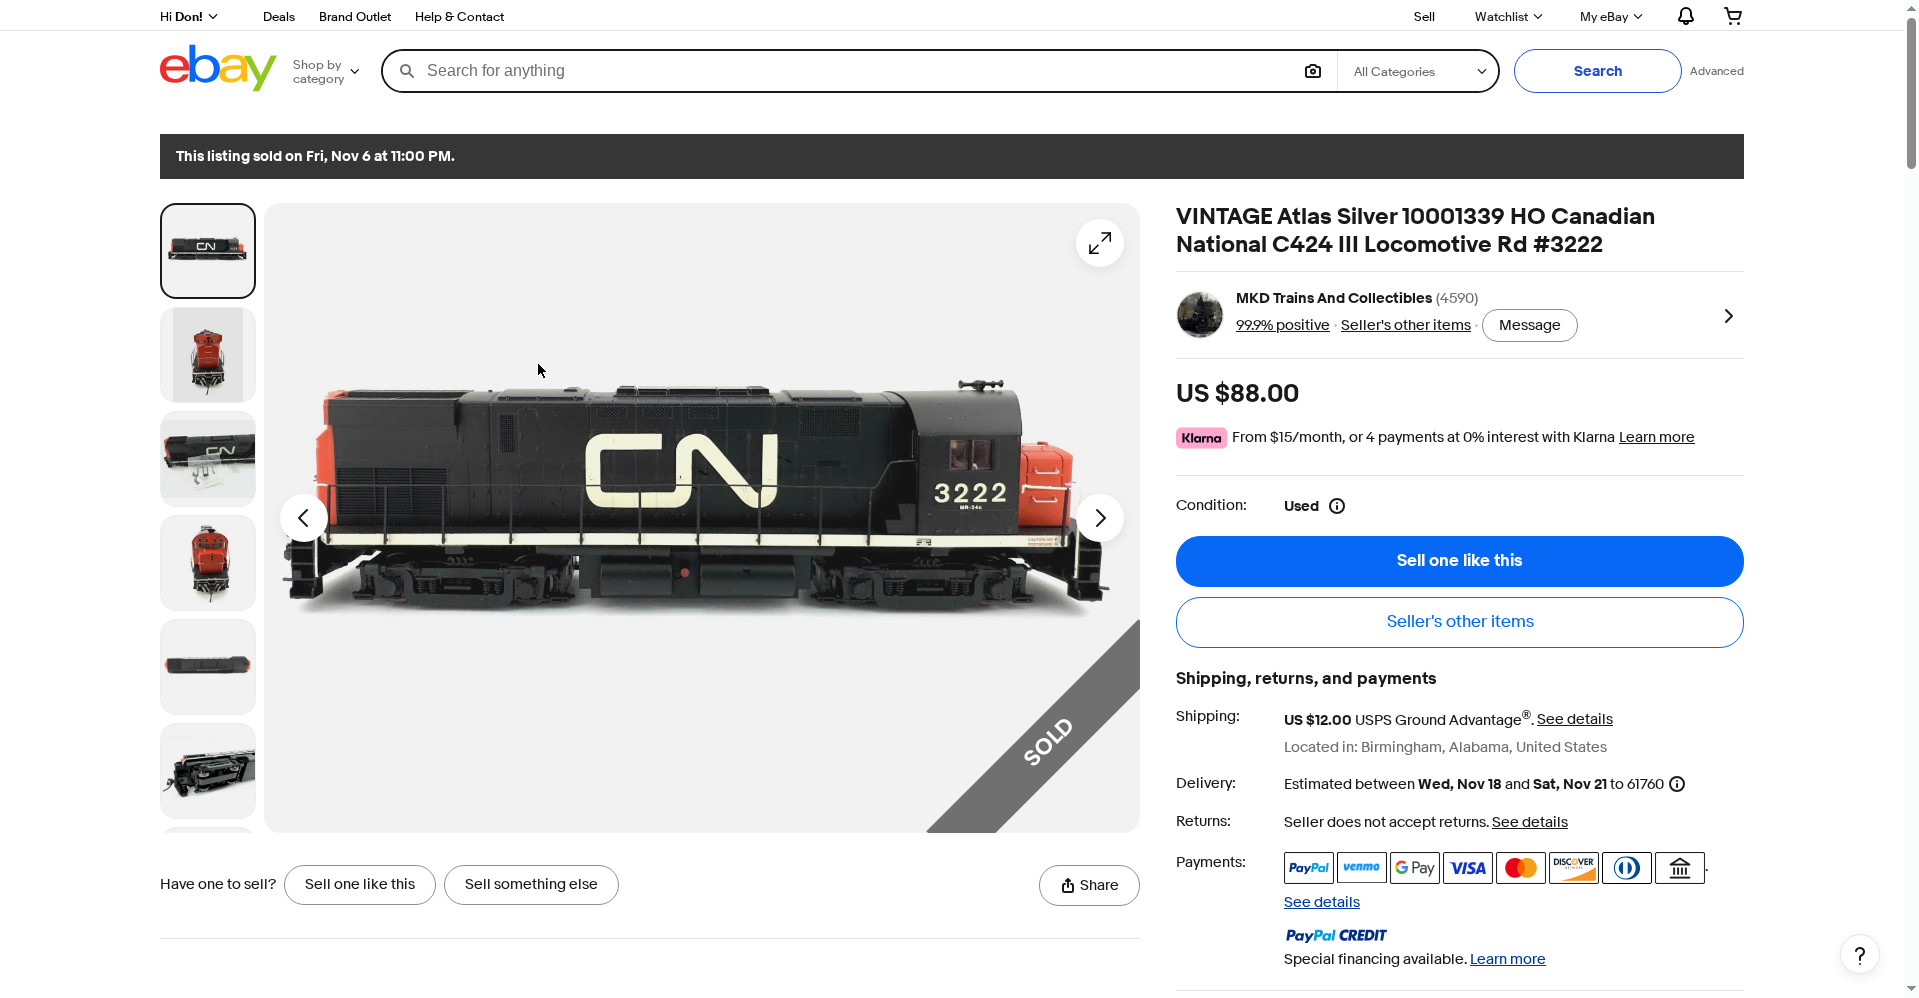 Hi Don!
Deals
Brand Outlet
Help & Contact
Sell
Watchlist
My eBay
ebay
Shop by category
Search for anything
All Categories
Search
Advanced
This listing sold on Fri, Nov 6 at 11:00 PM.
CN
3222
SOLD
VINTAGE Atlas Silver 10001339 HO Canadian
National C424 III Locomotive Rd #3222
MKD Trains And Collectibles (4590)
99.9% positive · Seller's other items · Message
US $88.00
Klarna From $15/month, or 4 payments at 0% interest with Klarna Learn more
Condition: Used
Sell one like this
Seller's other items
Shipping, returns, and payments
Shipping: US $12.00 USPS Ground Advantage®. See details
Located in: Birmingham, Alabama, United States
Delivery: Estimated between Wed, Nov 18 and Sat, Nov 21 to 61760
Returns: Seller does not accept returns. See details
Payments: PayPal venmo G Pay VISA DISCOVER
See details
PayPal CREDIT
Special financing available. Learn more
Have one to sell? Sell one like this Sell something else
Share
?